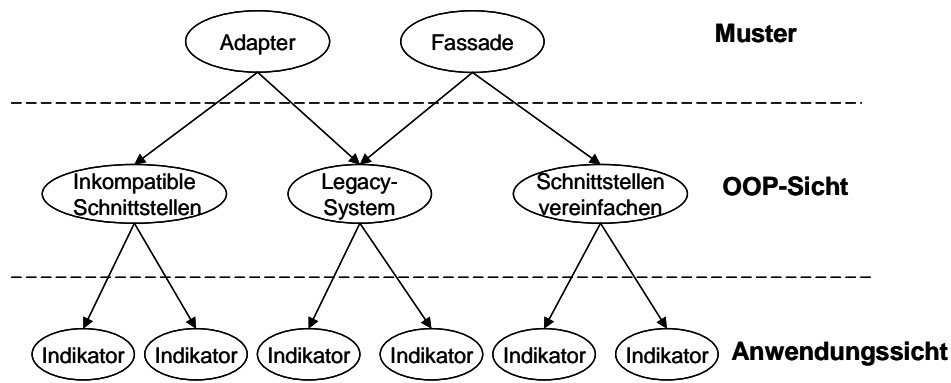 Adapter
Fassade
Muster
Inkompatible
Schnittstellen
Legacy-
System
Schnittstellen
vereinfachen
OOP-Sicht
Indikator
Indikator
Indikator
Indikator
Indikator
Indikator
Anwendungssicht